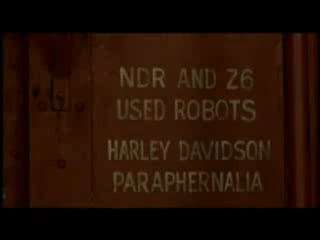 NDR AND Z6
USED ROBOTS
HARLEY DAVIDSON
PARAPHERNALIA